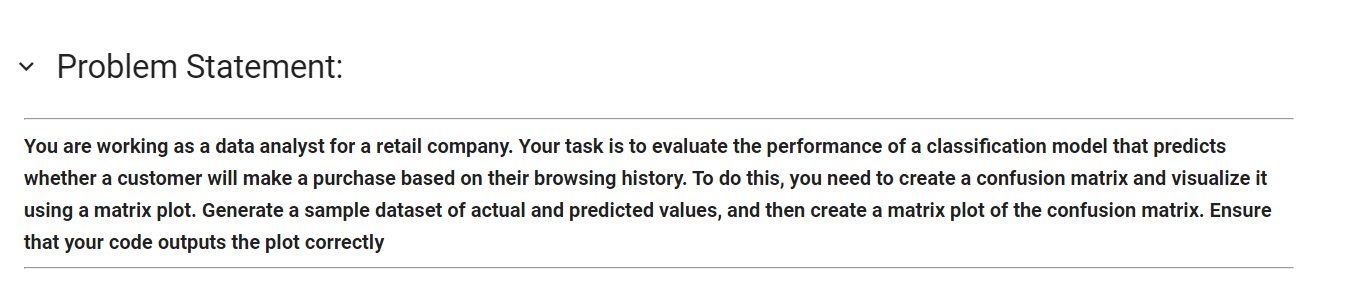 Problem Statement:
You are working as a data analyst for a retail company. Your task is to evaluate the performance of a classification model that predicts
whether a customer will make a purchase based on their browsing history. To do this, you need to create a confusion matrix and visualize it
using a matrix plot. Generate a sample dataset of actual and predicted values, and then create a matrix plot of the confusion matrix. Ensure
that your code outputs the plot correctly